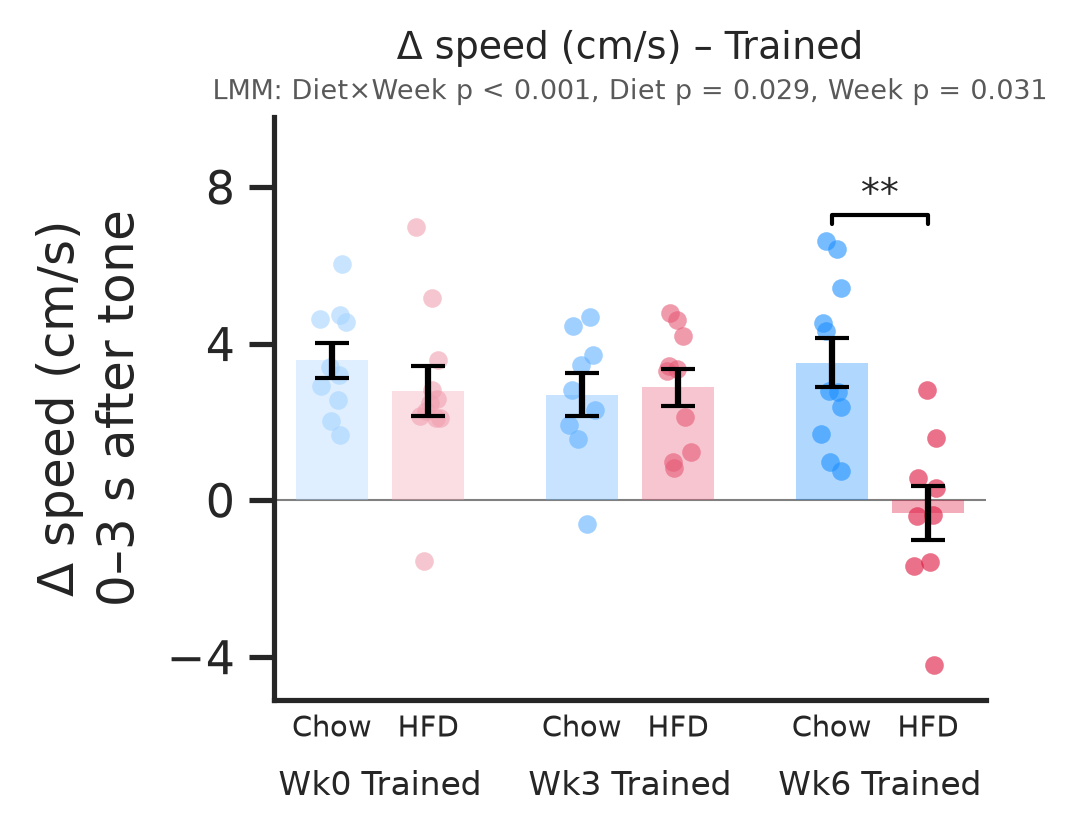 Δ speed (cm/s) – Trained
LMM: Diet×Week p < 0.001, Diet p = 0.029, Week p = 0.031
Δ speed (cm/s)
0–3 s after tone
8
4
0
−4
**
Chow HFD Chow HFD Chow HFD
Wk0 Trained Wk3 Trained Wk6 Trained